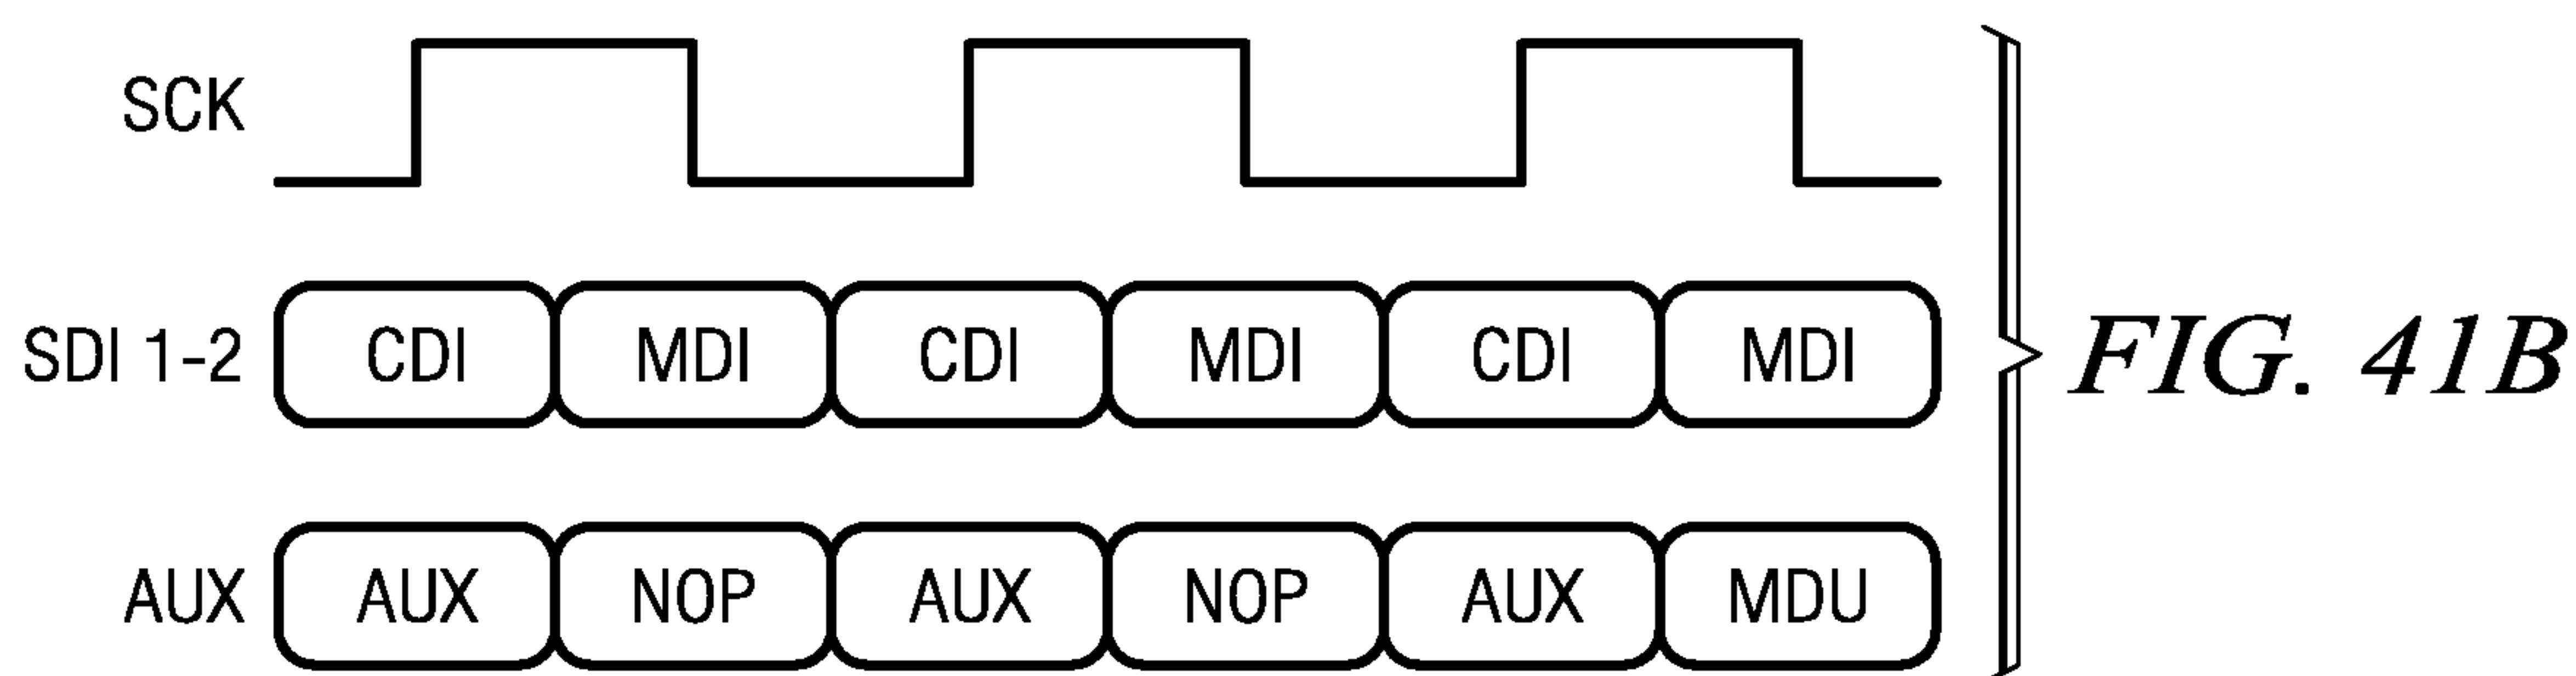 SCK
SDI 1-2 CDI MDI CDI MDI CDI MDI
AUX AUX NOP AUX NOP AUX MDU
FIG. 41B